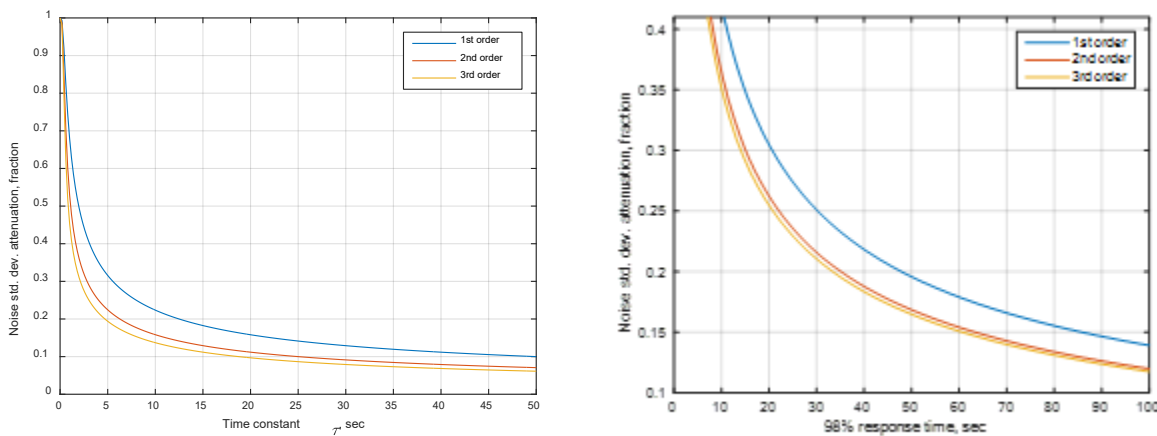 1
0.9
0.8
0.7
0.6
0.5
0.4
0.3
0.2
0.1
0
Noise std. dev. attenuation, fraction
0 5 10 15 20 25 30 35 40 45 50
Time constant τ, sec
1st order
2nd order
3rd order
0.4
0.35
0.3
0.25
0.2
0.15
0.1
Noise std. dev. attenuation, fraction
0 10 20 30 40 50 60 70 80 90 100
98% response time, sec
1st order
2nd order
3rd order